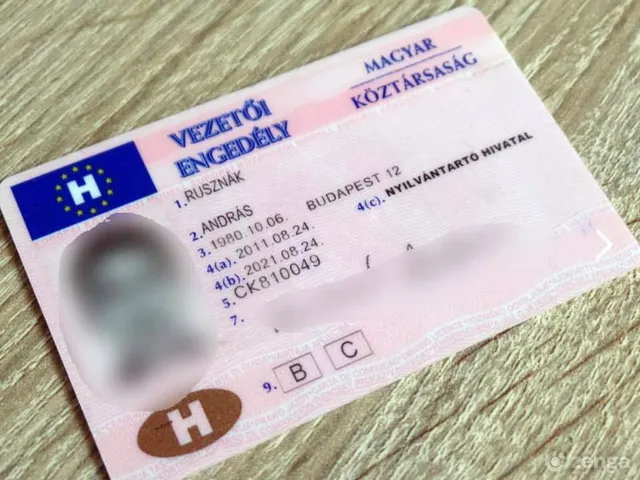 VEZETŐI
ENGEDÉLY
MAGYAR
KÖZTÁRSASÁG
H
1. RUSZNÁK
2. ANDRÁS
3. 1980.10.06. BUDAPEST 12
4(a). 2011.08.24. 4(c). NYILVÁNTARTÓ HIVATAL
4(b). 2021.08.24.
5. CK810049
7.
9. B C
H
zenga